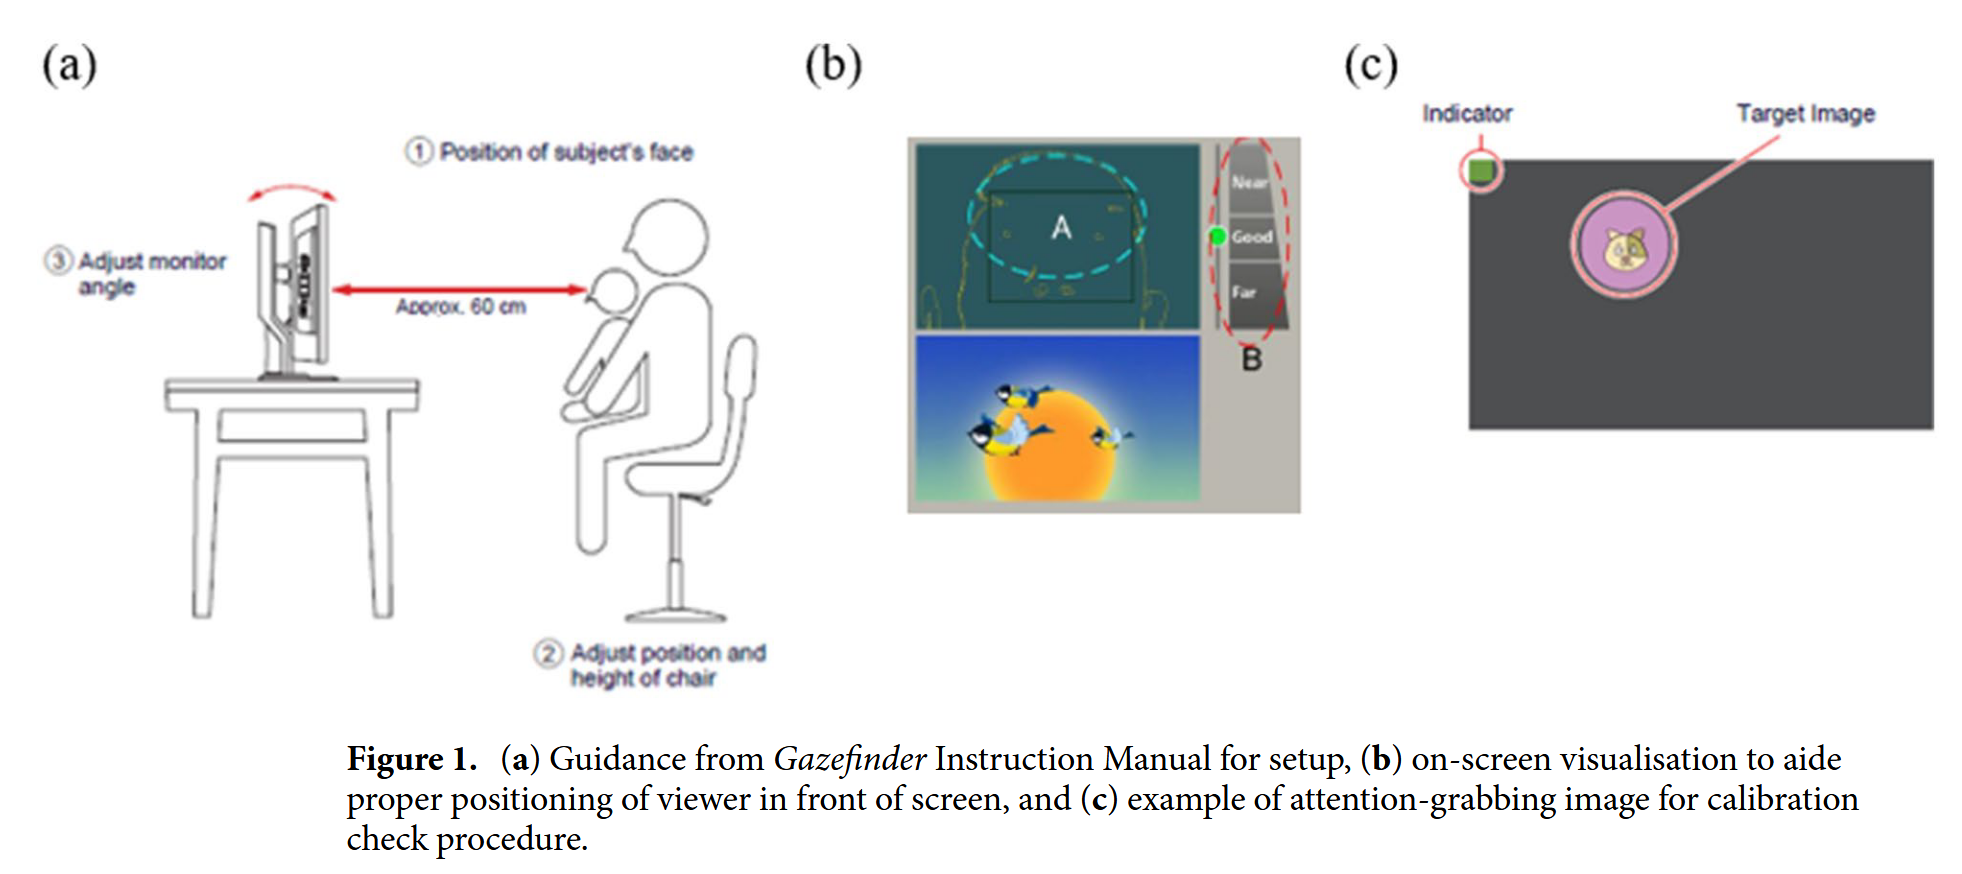 (a)
(b)
(c)
① Position of subject's face
③ Adjust monitor
angle
Approx. 60 cm
② Adjust position and
height of chair
A
Near
Good
Far
B
Indicator
Target Image
Figure 1. (a) Guidance from Gazefinder Instruction Manual for setup, (b) on-screen visualisation to aide
proper positioning of viewer in front of screen, and (c) example of attention-grabbing image for calibration
check procedure.